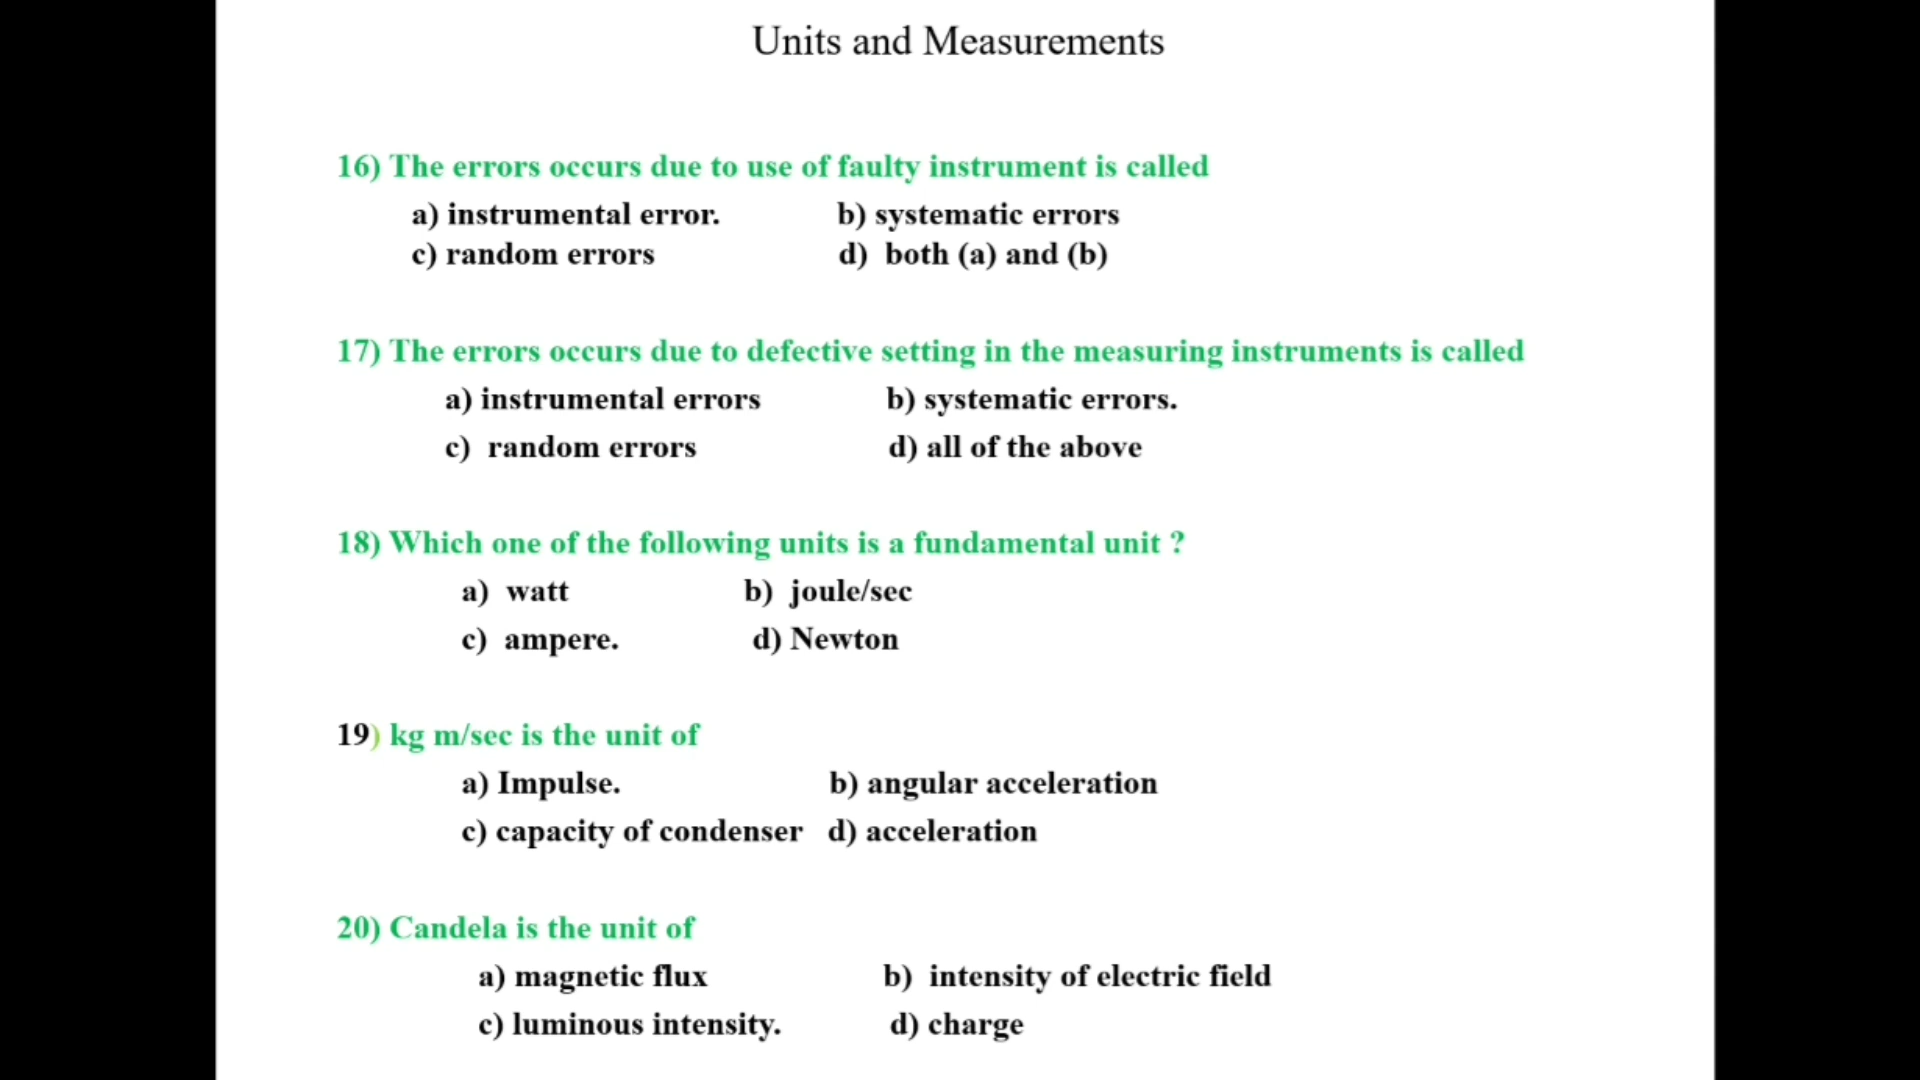 Units and Measurements
16) The errors occurs due to use of faulty instrument is called
a) instrumental error. b) systematic errors
c) random errors d) both (a) and (b)
17) The errors occurs due to defective setting in the measuring instruments is called
a) instrumental errors b) systematic errors.
c) random errors d) all of the above
18) Which one of the following units is a fundamental unit ?
a) watt b) joule/sec
c) ampere. d) Newton
19) kg m/sec is the unit of
a) Impulse. b) angular acceleration
c) capacity of condenser d) acceleration
20) Candela is the unit of
a) magnetic flux b) intensity of electric field
c) luminous intensity. d) charge